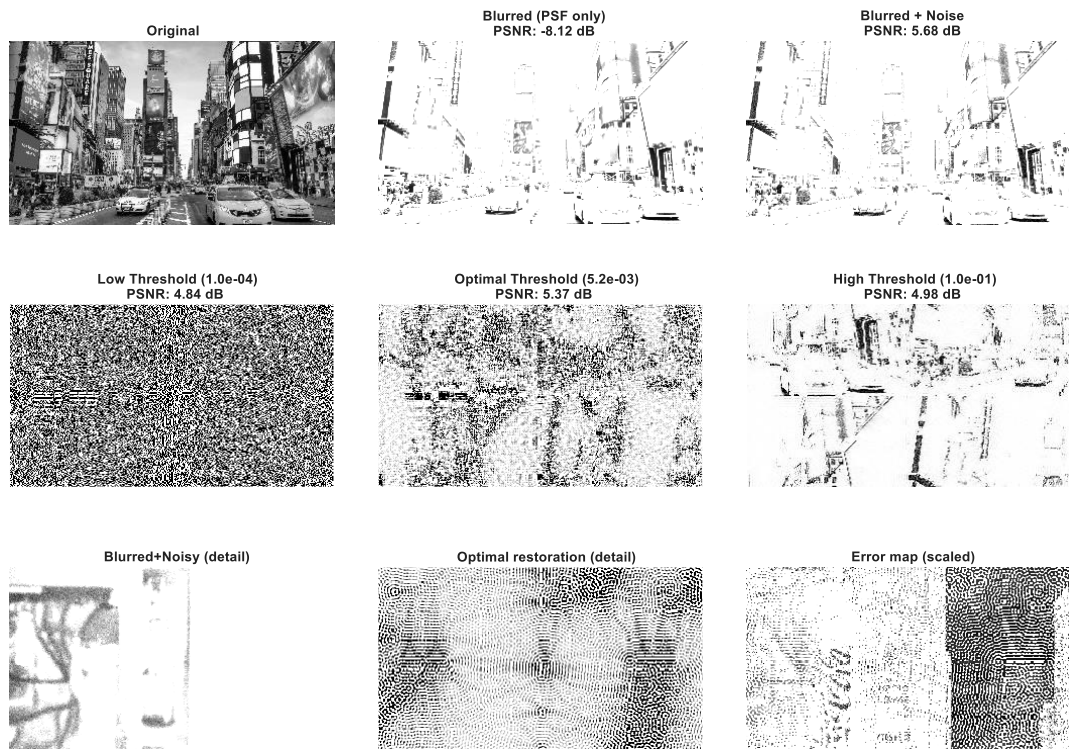 Original
Blurred (PSF only)
PSNR: -8.12 dB
Blurred + Noise
PSNR: 5.68 dB
Low Threshold (1.0e-04)
PSNR: 4.84 dB
Optimal Threshold (5.2e-03)
PSNR: 5.37 dB
High Threshold (1.0e-01)
PSNR: 4.98 dB
Blurred+Noisy (detail)
Optimal restoration (detail)
Error map (scaled)